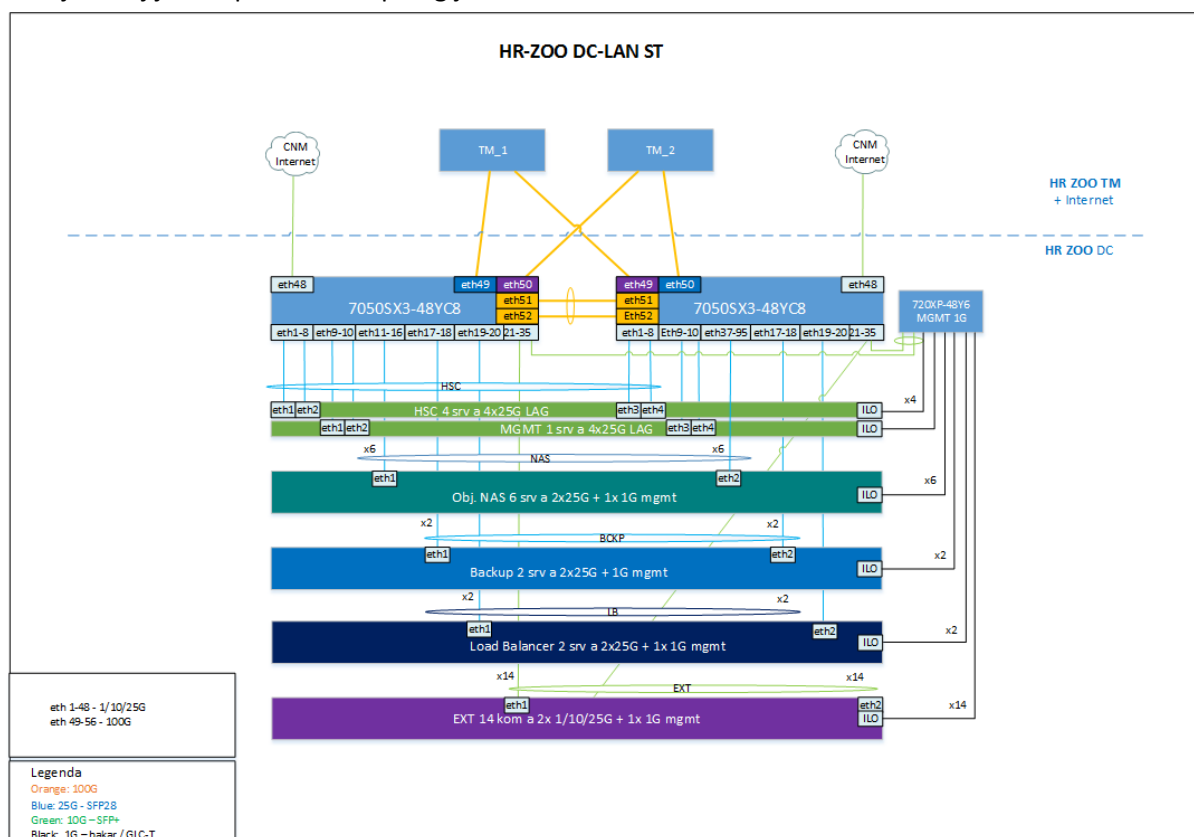 HR-ZOO DC-LAN ST
CNM
Internet
TM_1
TM_2
CNM
Internet
HR ZOO TM
+ Internet
HR ZOO DC
eth48
eth49
eth50
eth49
eth50
eth48
eth51
eth51
7050SX3-48YC8
7050SX3-48YC8
eth52
Eth52
720XP-48Y6
MGMT 1G
eth1-8
eth9-10
eth11-16
eth17-18
eth19-20
21-35
eth1-8
Eth9-10
eth37-95
eth17-18
eth19-20
21-35
HSC
eth1
eth2
HSC 4 srv a 4x25G LAG
eth3
eth4
ILO
x4
eth1
eth2
MGMT 1 srv a 4x25G LAG
eth3
eth4
ILO
x6
NAS
x6
eth1
eth2
Obj. NAS 6 srv a 2x25G + 1x 1G mgmt
ILO
x6
x2
BCKP
x2
eth1
eth2
Backup 2 srv a 2x25G + 1G mgmt
ILO
x2
x2
LB
x2
eth1
eth2
Load Balancer 2 srv a 2x25G + 1x 1G mgmt
ILO
x2
x14
EXT
x14
eth1
eth2
EXT 14 kom a 2x 1/10/25G + 1x 1G mgmt
ILO
x14
eth 1-48 - 1/10/25G
eth 49-56 - 100G
Legenda
Orange: 100G
Blue: 25G - SFP28
Green: 10G – SFP+
Black: 1G – bakar / GLC-T